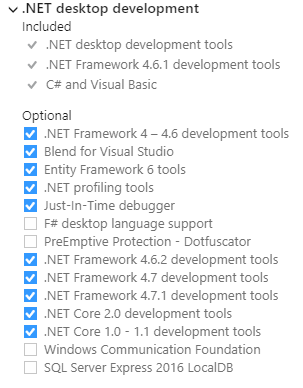 .NET desktop development
Included
.NET desktop development tools
.NET Framework 4.6.1 development tools
C# and Visual Basic
Optional
.NET Framework 4 – 4.6 development tools
Blend for Visual Studio
Entity Framework 6 tools
.NET profiling tools
Just-In-Time debugger
F# desktop language support
PreEmptive Protection - Dotfuscator
.NET Framework 4.6.2 development tools
.NET Framework 4.7 development tools
.NET Framework 4.7.1 development tools
.NET Core 2.0 development tools
.NET Core 1.0 - 1.1 development tools
Windows Communication Foundation
SQL Server Express 2016 LocalDB